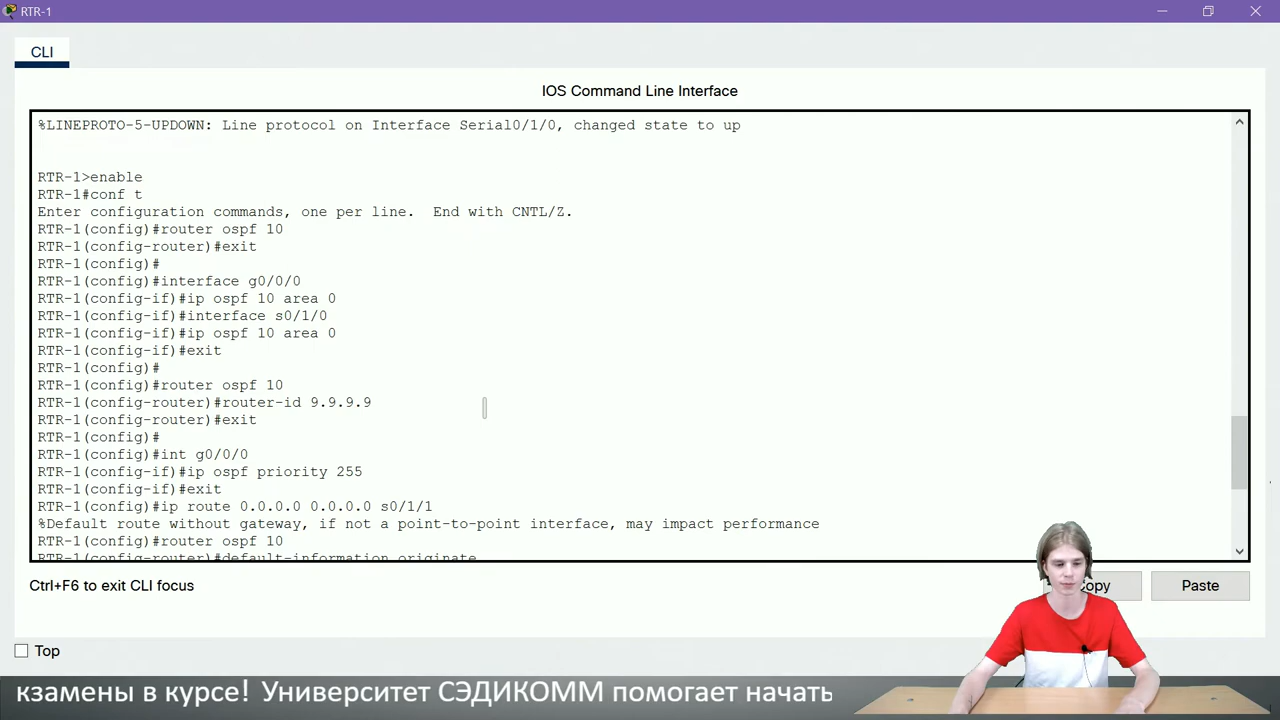 RTR-1
CLI
IOS Command Line Interface
%LINEPROTO-5-UPDOWN: Line protocol on Interface Serial0/1/0, changed state to up
RTR-1>enable
RTR-1#conf t
Enter configuration commands, one per line.  End with CNTL/Z.
RTR-1(config)#router ospf 10
RTR-1(config-router)#exit
RTR-1(config)#
RTR-1(config)#interface g0/0/0
RTR-1(config-if)#ip ospf 10 area 0
RTR-1(config-if)#interface s0/1/0
RTR-1(config-if)#ip ospf 10 area 0
RTR-1(config-if)#exit
RTR-1(config)#
RTR-1(config)#router ospf 10
RTR-1(config-router)#router-id 9.9.9.9
RTR-1(config-router)#exit
RTR-1(config)#
RTR-1(config)#int g0/0/0
RTR-1(config-if)#ip ospf priority 255
RTR-1(config-if)#exit
RTR-1(config)#ip route 0.0.0.0 0.0.0.0 s0/1/1
%Default route without gateway, if not a point-to-point interface, may impact performance
RTR-1(config)#router ospf 10
RTR-1(config-router)#default-information originate
Ctrl+F6 to exit CLI focus
opy
Paste
Top
кзамены в курсе! Университет СЭДИКОММ помогает начать